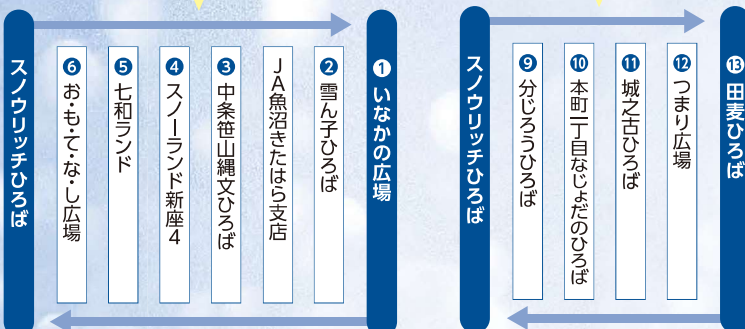 スノウリッチひろば
❻ お・も・て・な・し広場
❺ 七和ランド
❹ スノーランド新座4
❸ 中条笹山縄文ひろば
JA魚沼きたはら支店
❷ 雪ん子ひろば
❶ いなかの広場
スノウリッチひろば
❾ 分じろうひろば
❿ 本町一丁目なじょだのひろば
⓫ 城之古ひろば
⓬ つまり広場
⓭ 田麦ひろば